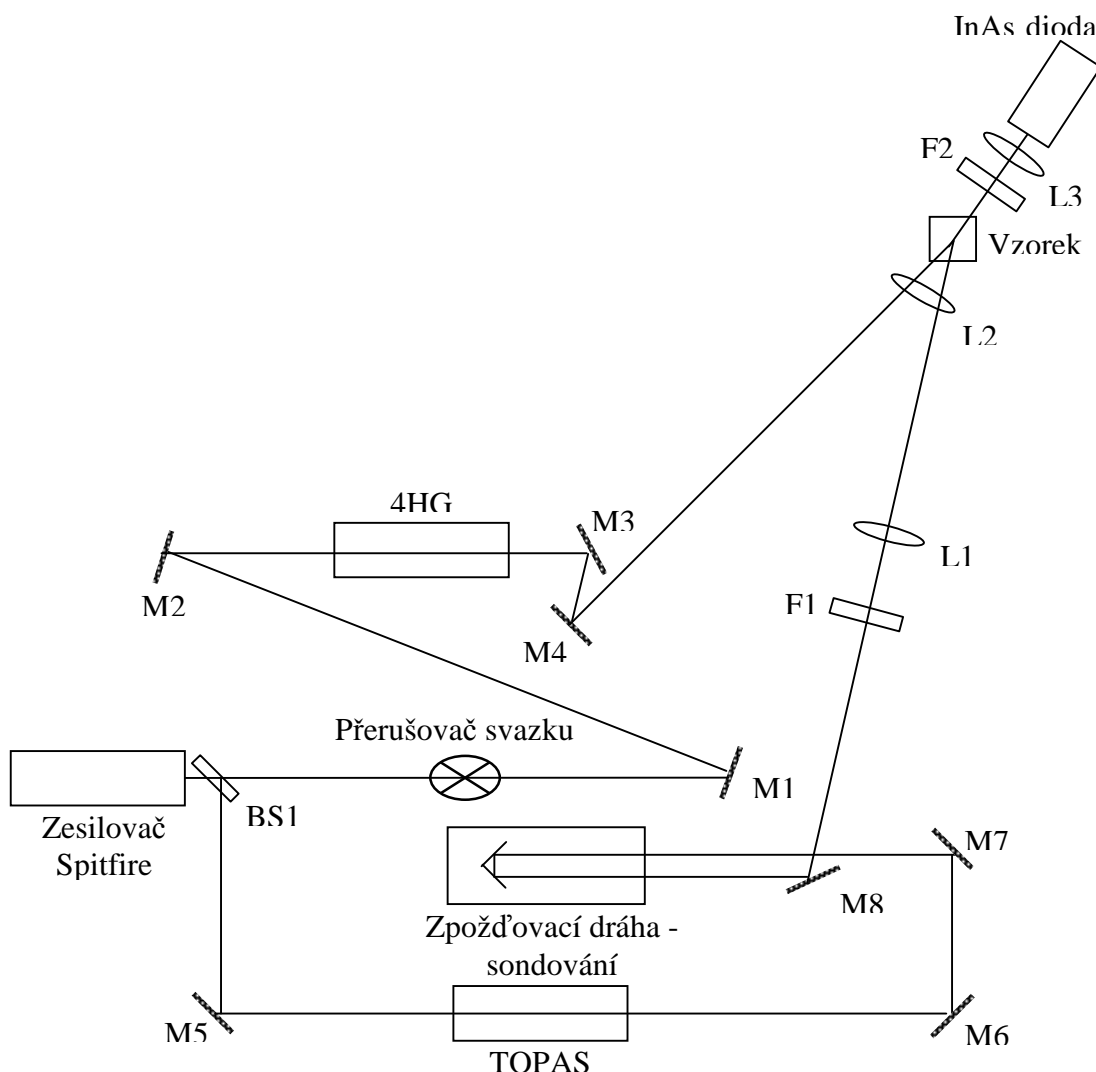 InAs dioda
F2
L3
Vzorek
L2
4HG
M3
L1
M2
F1
M4
Přerušovač svazku
M1
BS1
Zesilovač
Spitfire
M7
M8
Zpožďovací dráha -
sondování
M5
M6
TOPAS